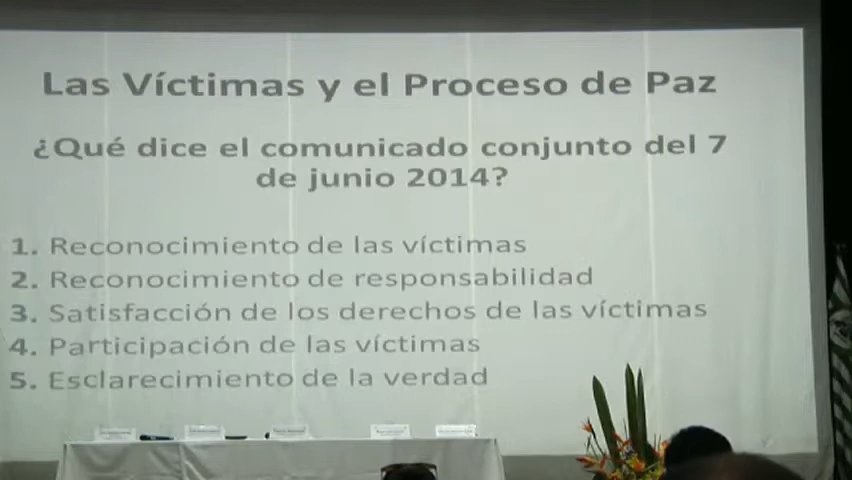 Las Víctimas y el Proceso de Paz
¿Qué dice el comunicado conjunto del 7
de junio 2014?
1. Reconocimiento de las víctimas
2. Reconocimiento de responsabilidad
3. Satisfacción de los derechos de las víctimas
4. Participación de las víctimas
5. Esclarecimiento de la verdad